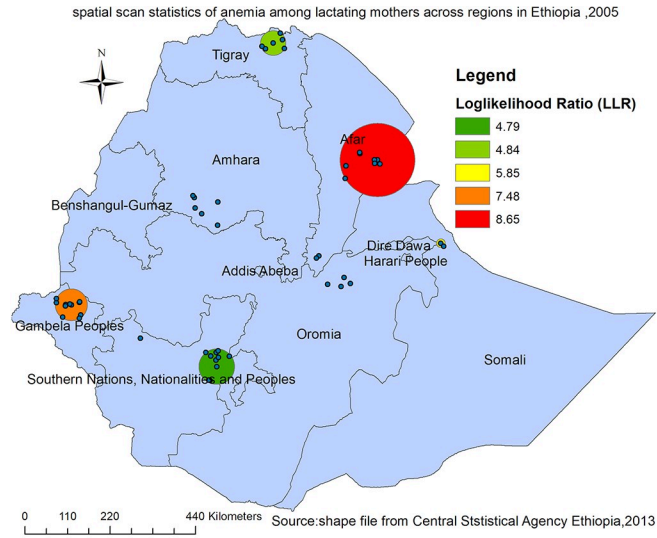 spatial scan statistics of anemia among lactating mothers across regions in Ethiopia ,2005
N
Tigray
Legend
Loglikelihood Ratio (LLR)
4.79
4.84
5.85
7.48
8.65
Afar
Amhara
Benshangul-Gumaz
Dire Dawa
Harari People
Addis Abeba
Gambela Peoples
Oromia
Somali
Southern Nations, Nationalities and Peoples
0 110 220 440 Kilometers
Source:shape file from Central Ststistical Agency Ethiopia,2013